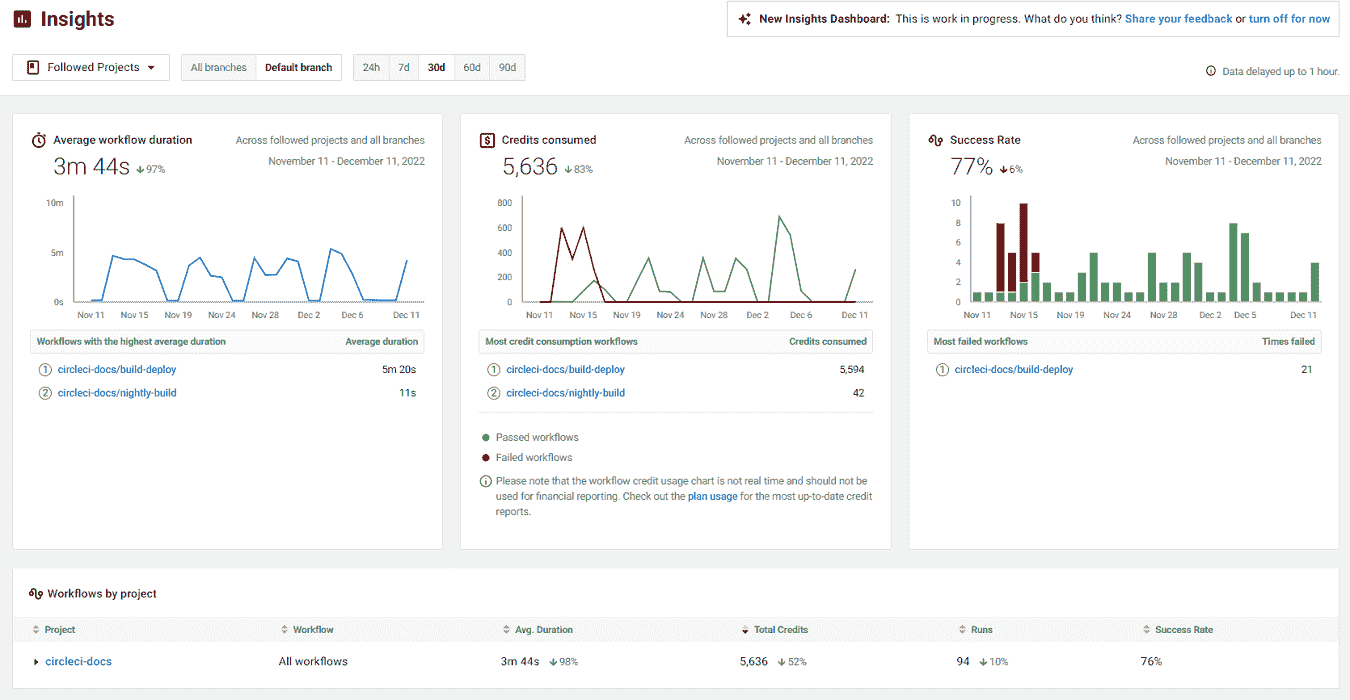 Insights
New Insights Dashboard: This is work in progress. What do you think? Share your feedback or turn off for now
Followed Projects All branches Default branch 24h 7d 30d 60d 90d
Data delayed up to 1 hour.
Average workflow duration Across followed projects and all branches
3m 44s 97% November 11 - December 11, 2022
10m
5m
0s
Nov 11 Nov 15 Nov 19 Nov 24 Nov 28 Dec 2 Dec 6 Dec 11
Workflows with the highest average duration Average duration
1 circleci-docs/build-deploy 5m 20s
2 circleci-docs/nightly-build 11s
Credits consumed Across followed projects and all branches
5,636 83% November 11 - December 11, 2022
800
600
400
200
0
Nov 11 Nov 15 Nov 19 Nov 24 Nov 28 Dec 2 Dec 6 Dec 11
Most credit consumption workflows Credits consumed
1 circleci-docs/build-deploy 5,594
2 circleci-docs/nightly-build 42
Passed workflows
Failed workflows
Please note that the workflow credit usage chart is not real time and should not be
used for financial reporting. Check out the plan usage for the most up-to-date credit
reports.
Success Rate Across followed projects and all branches
77% 6% November 11 - December 11, 2022
10
8
6
4
2
0
Nov 11 Nov 15 Nov 19 Nov 24 Nov 28 Dec 2 Dec 5 Dec 11
Most failed workflows Times failed
1 circleci-docs/build-deploy 21
Workflows by project
Project Workflow Avg. Duration Total Credits Runs Success Rate
circleci-docs All workflows 3m 44s 98% 5,636 52% 94 10% 76%